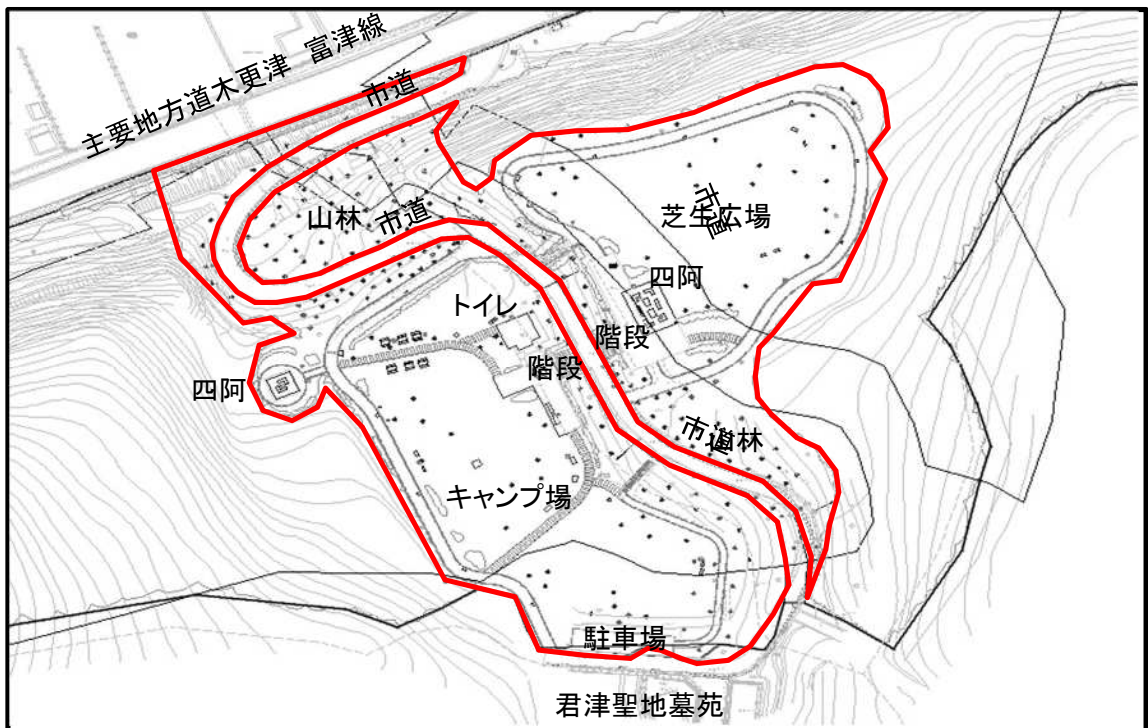 主要地方道木更津 富津線
市道
山林
市道
芝生広場
市道
四阿
トイレ
階段
階段
四阿
市道
林
キャンプ場
駐車場
君津聖地墓苑